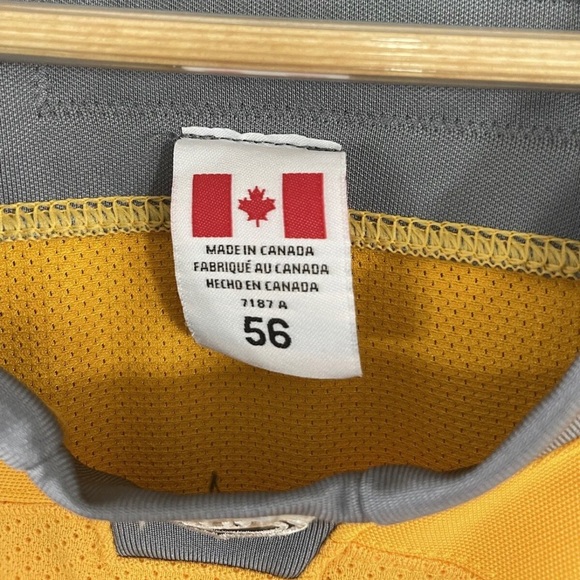 MADE IN CANADA
FABRIQUÉ AU CANADA
HECHO EN CANADA
7187 A
56